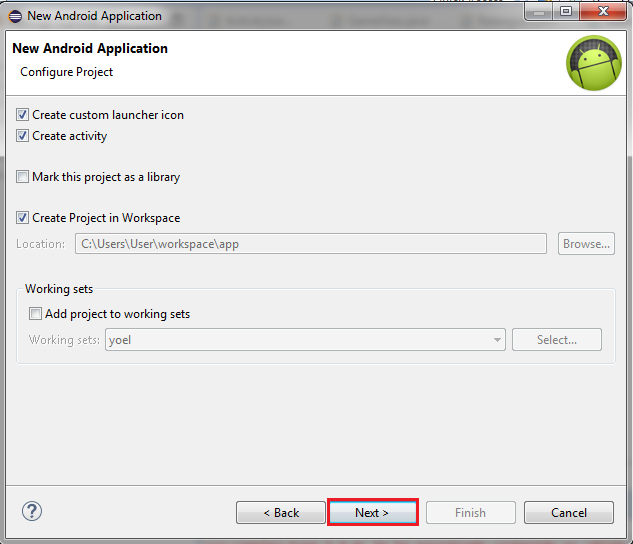 New Android Application
New Android Application
Configure Project
Create custom launcher icon
Create activity
Mark this project as a library
Create Project in Workspace
Location: C:\Users\User\workspace\app Browse...
Working sets
Add project to working sets
Working sets: yoel Select...
? < Back Next > Finish Cancel